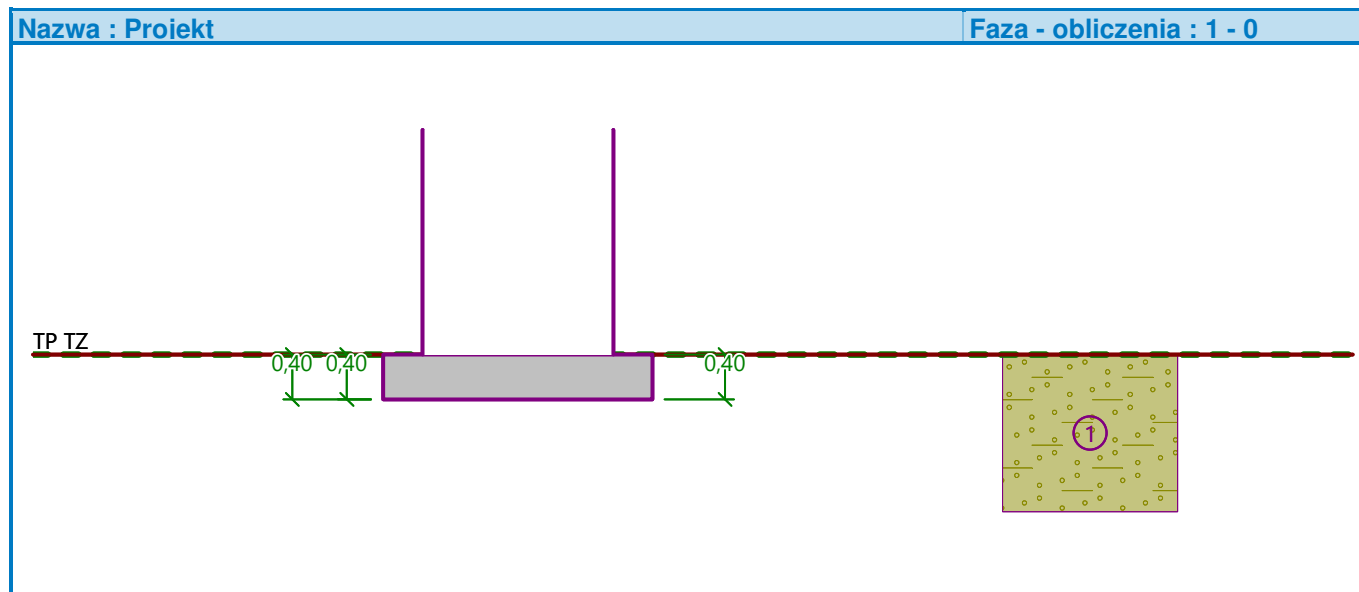 Nazwa : Projekt
Faza - obliczenia : 1 - 0
TP TZ
0,40 0,40
0,40
1